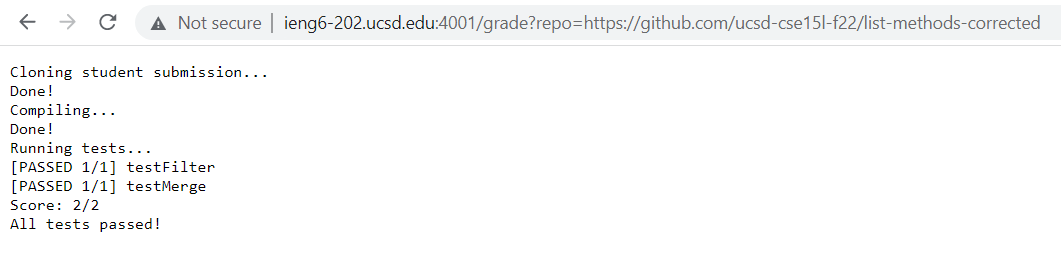 Not secure | ieng6-202.ucsd.edu:4001/grade?repo=https://github.com/ucsd-cse15l-f22/list-methods-corrected
Cloning student submission...
Done!
Compiling...
Done!
Running tests...
[PASSED 1/1] testFilter
[PASSED 1/1] testMerge
Score: 2/2
All tests passed!